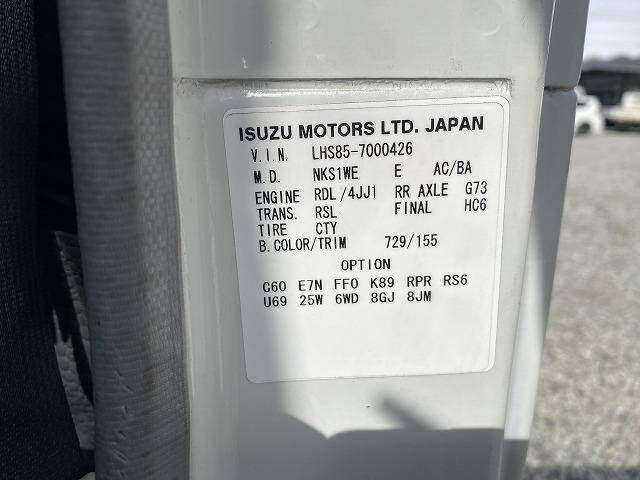 ISUZU MOTORS LTD. JAPAN
V.I.N. LHS85-7000426
M.D. NKS1WE E AC/BA
ENGINE RDL/4JJ1 RR AXLE G73
TRANS. RSL FINAL HC6
TIRE CTY
B.COLOR/TRIM 729/155
OPTION
C60 E7N FF0 K89 RPR RS6
U69 25W 6WD 8GJ 8JM